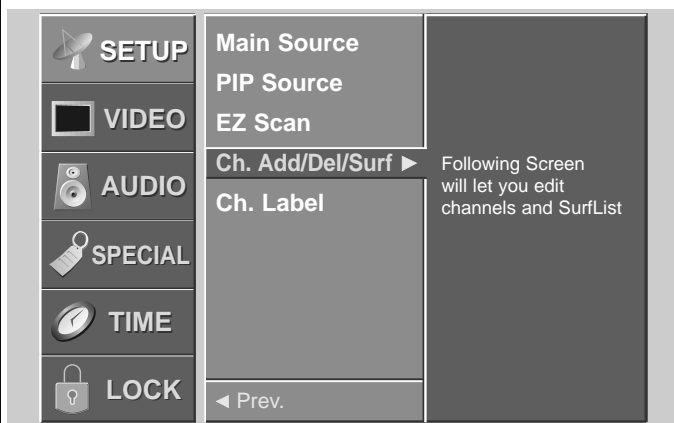 SETUP
VIDEO
AUDIO
SPECIAL
TIME
LOCK
Main Source
PIP Source
EZ Scan
Ch. Add/Del/Surf ►
Ch. Label
◄ Prev.
Following Screen
will let you edit
channels and SurfList